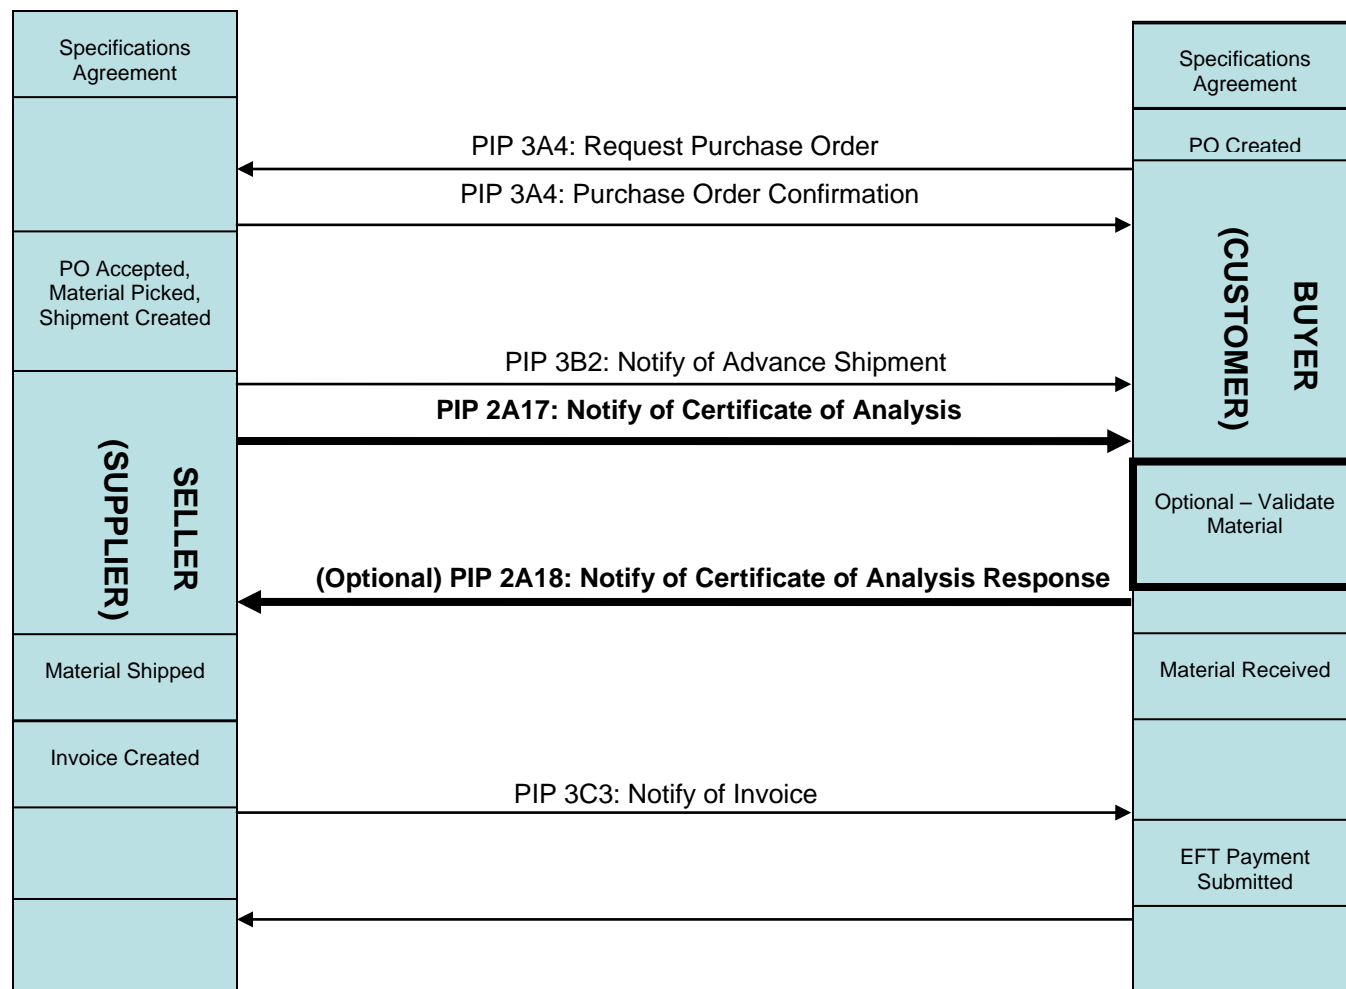 Specifications
Agreement
Specifications
Agreement
PIP 3A4: Request Purchase Order
PO Created
PIP 3A4: Purchase Order Confirmation
PO Accepted,
Material Picked,
Shipment Created
BUYER
(CUSTOMER)
PIP 3B2: Notify of Advance Shipment
PIP 2A17: Notify of Certificate of Analysis
SELLER
(SUPPLIER)
Optional – Validate
Material
(Optional) PIP 2A18: Notify of Certificate of Analysis Response
Material Shipped
Material Received
Invoice Created
PIP 3C3: Notify of Invoice
EFT Payment
Submitted